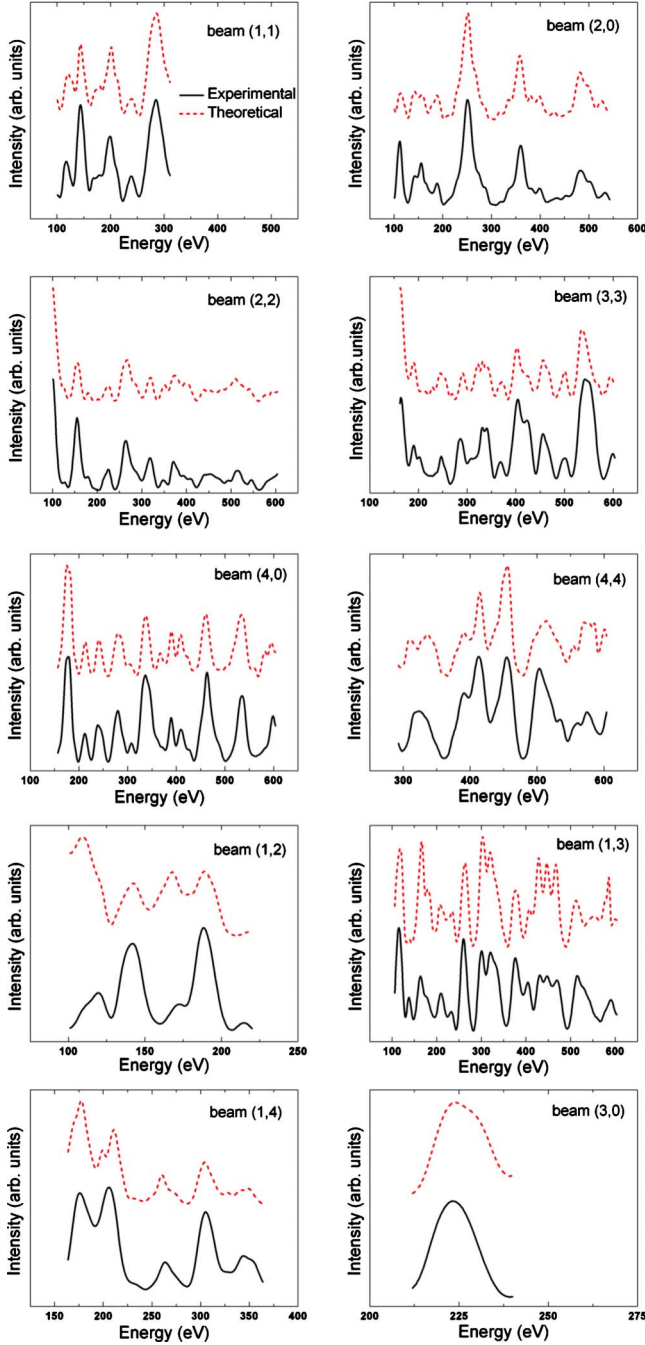 beam (1,1)
Experimental
Theoretical
Intensity (arb. units)
100 200 300 400 500
Energy (eV)
beam (2,0)
Intensity (arb. units)
100 200 300 400 500 600
Energy (eV)
beam (2,2)
Intensity (arb. units)
100 200 300 400 500 600
Energy (eV)
beam (3,3)
Intensity (arb.units)
100 200 300 400 500 600
Energy (eV)
beam (4,0)
Intensity (arb. units)
100 200 300 400 500 600
Energy (eV)
beam (4,4)
Intensity (arb. units)
300 400 500 600
Energy (eV)
beam (1,2)
Intensity (arb. units)
100 150 200 250
Energy (eV)
beam (1,3)
Intensity (arb. units)
100 200 300 400 500 600
Energy (eV)
beam (1,4)
Intensity (arb. units)
150 200 250 300 350 400
Energy (eV)
beam (3,0)
Intensity (arb. units)
200 225 250 275
Energy (eV)